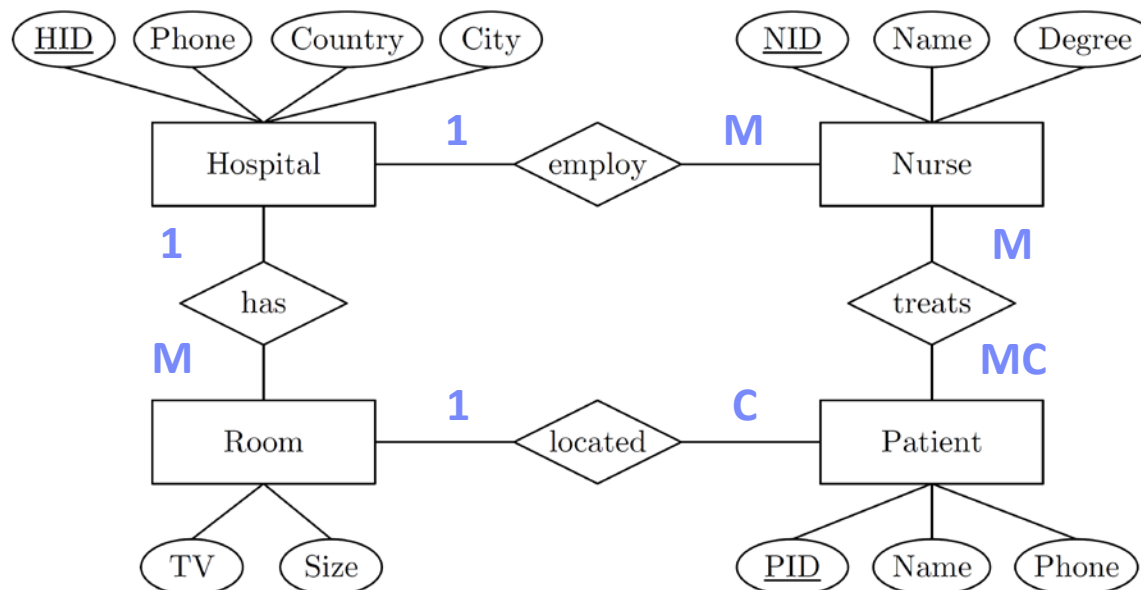 HID Phone Country City NID Name Degree
1 M
Hospital employ Nurse
1 M
has treats
M MC
1 C
Room located Patient
TV Size PID Name Phone